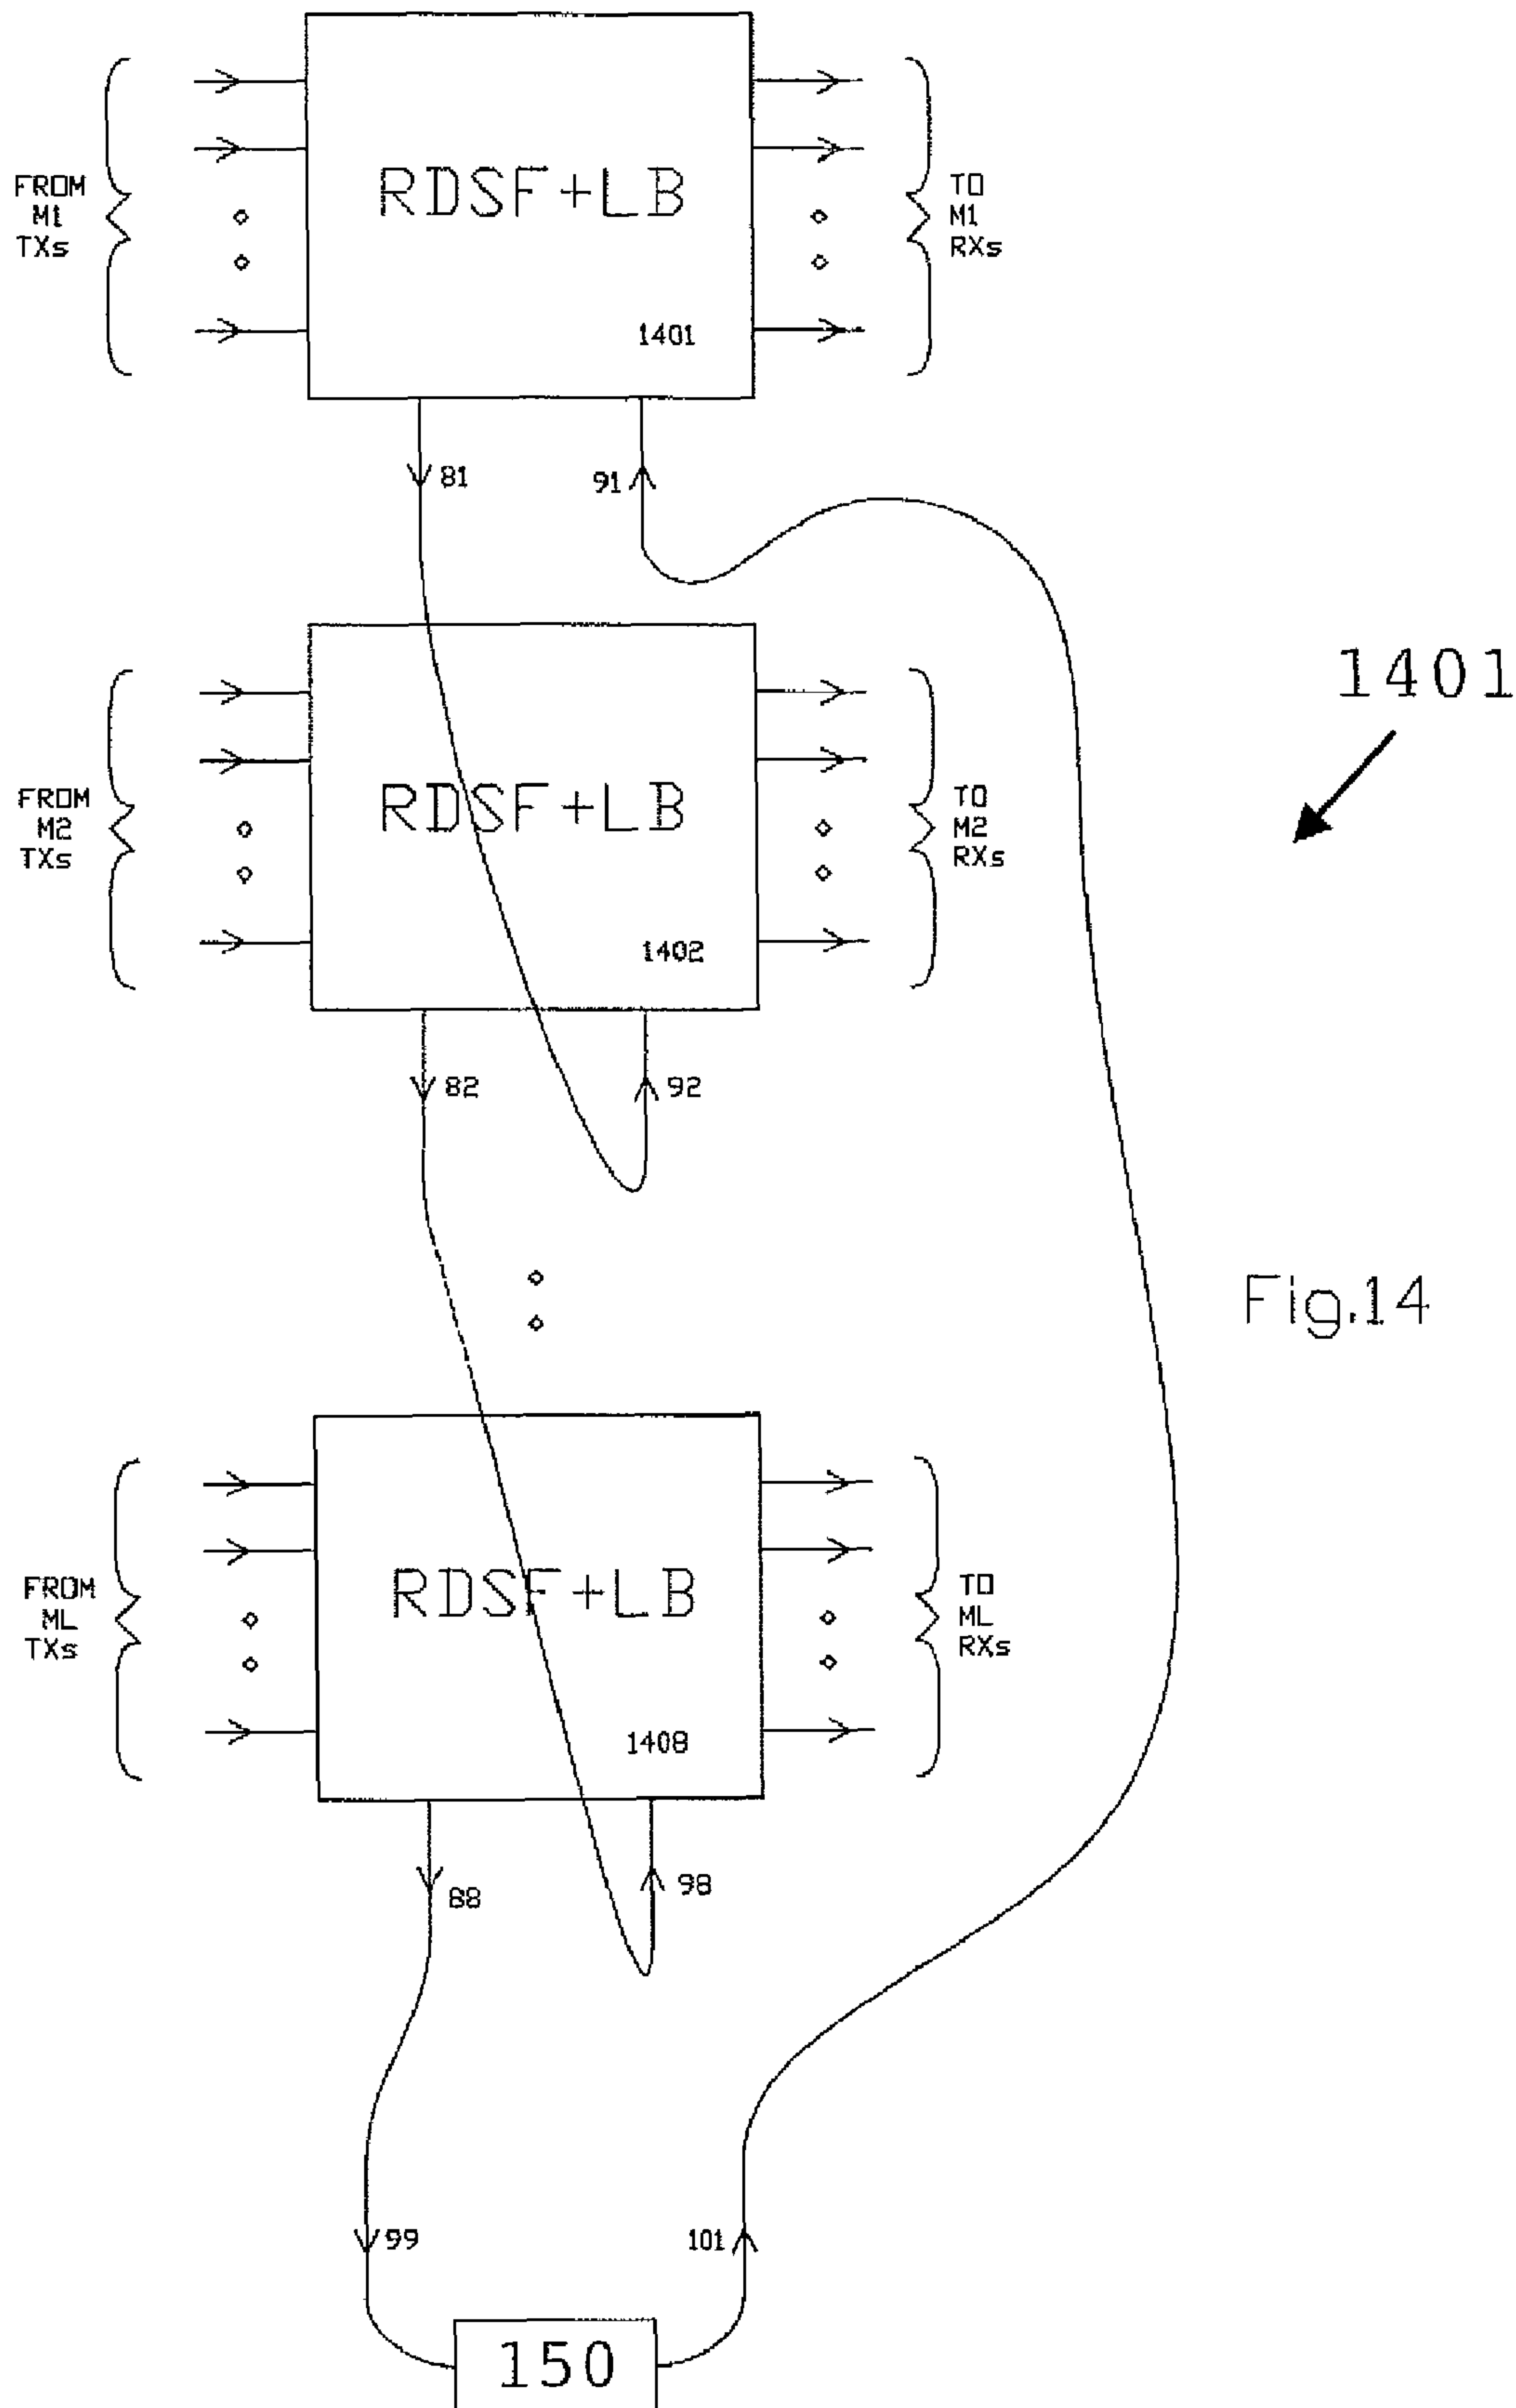 RDSF+LB
FROM
M1
TXs
TO
M1
RXs
1401
81
91
1401
FROM
M2
TXs
RDSF+LB
TO
M2
RXs
1402
82
92
Fig.14
FROM
ML
TXs
RDSF+LB
TO
ML
RXs
1408
88
98
99
101
150